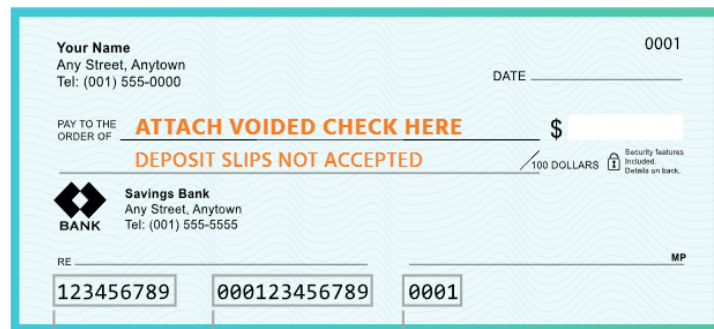 Your Name
Any Street, Anytown
Tel: (001) 555-0000
0001
DATE
PAY TO THE
ORDER OF
ATTACH VOIDED CHECK HERE
$
DEPOSIT SLIPS NOT ACCEPTED
/100 DOLLARS
Security features
Included.
Details on back.
BANK
Savings Bank
Any Street, Anytown
Tel: (001) 555-5555
RE
MP
123456789 000123456789 0001